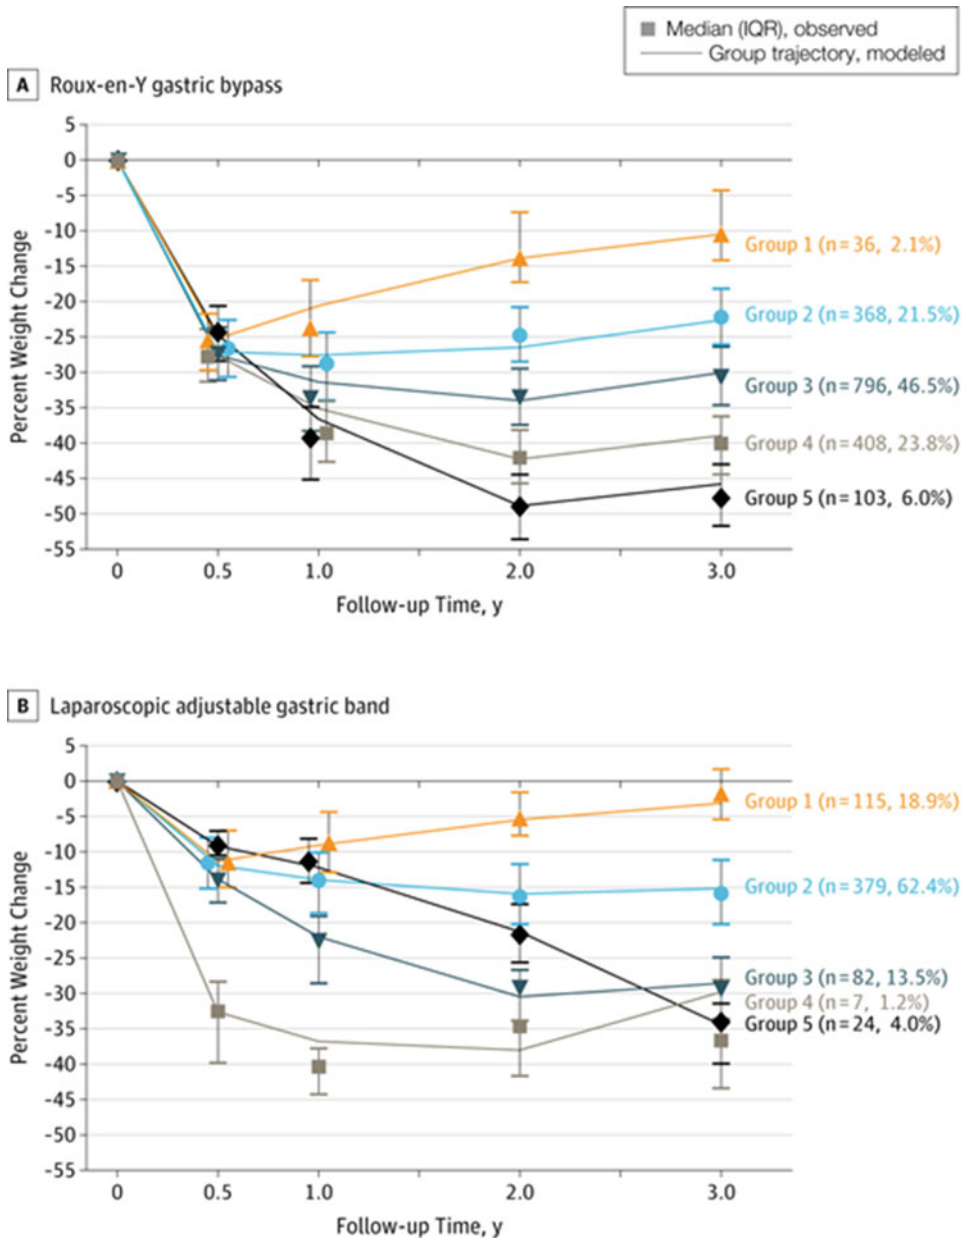 Median (IQR), observed
Group trajectory, modeled
A Roux-en-Y gastric bypass
5
0
-5
-10
-15
-20
-25
-30
-35
-40
-45
-50
-55
Percent Weight Change
Group 1 (n=36, 2.1%)
Group 2 (n=368, 21.5%)
Group 3 (n=796, 46.5%)
Group 4 (n=408, 23.8%)
Group 5 (n=103, 6.0%)
0 0.5 1.0 2.0 3.0
Follow-up Time, y
B Laparoscopic adjustable gastric band
5
0
-5
-10
-15
-20
-25
-30
-35
-40
-45
-50
-55
Percent Weight Change
Group 1 (n=115, 18.9%)
Group 2 (n=379, 62.4%)
Group 3 (n=82, 13.5%)
Group 4 (n=7, 1.2%)
Group 5 (n=24, 4.0%)
0 0.5 1.0 2.0 3.0
Follow-up Time, y